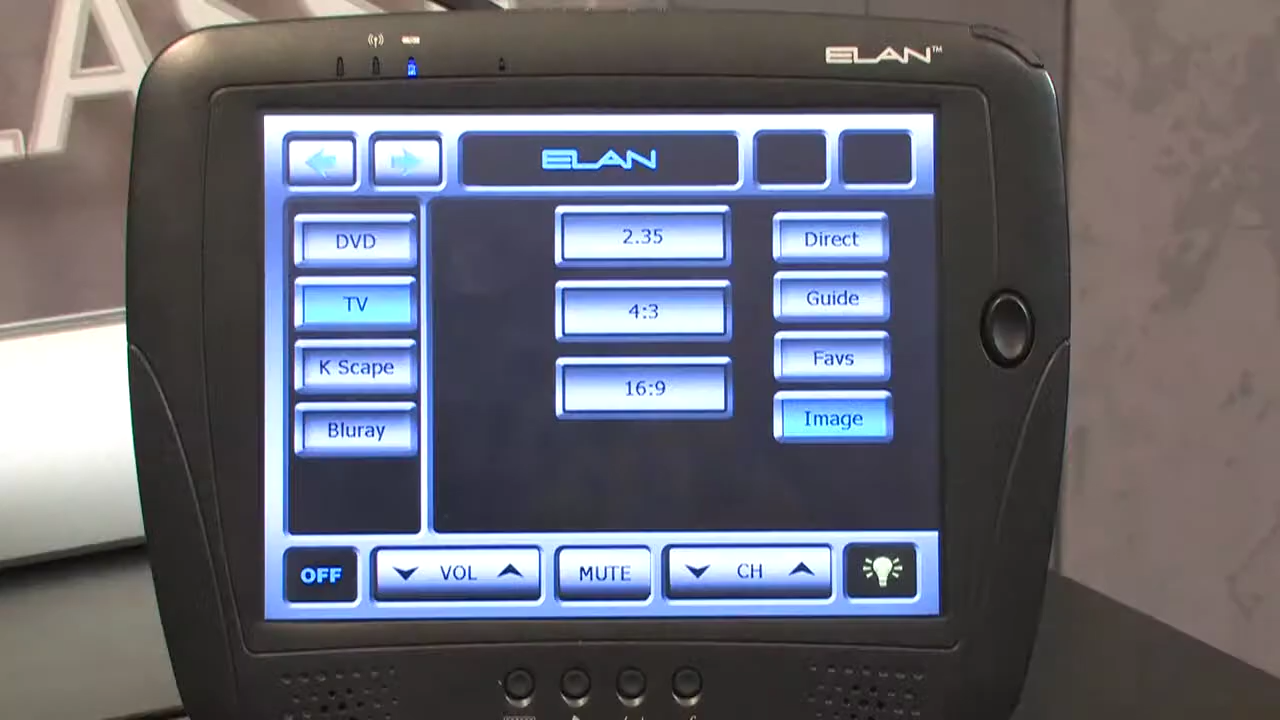 ELAN™
ELAN
DVD
TV
K Scape
Bluray
2.35
4:3
16:9
Direct
Guide
Favs
Image
OFF
VOL
MUTE
CH